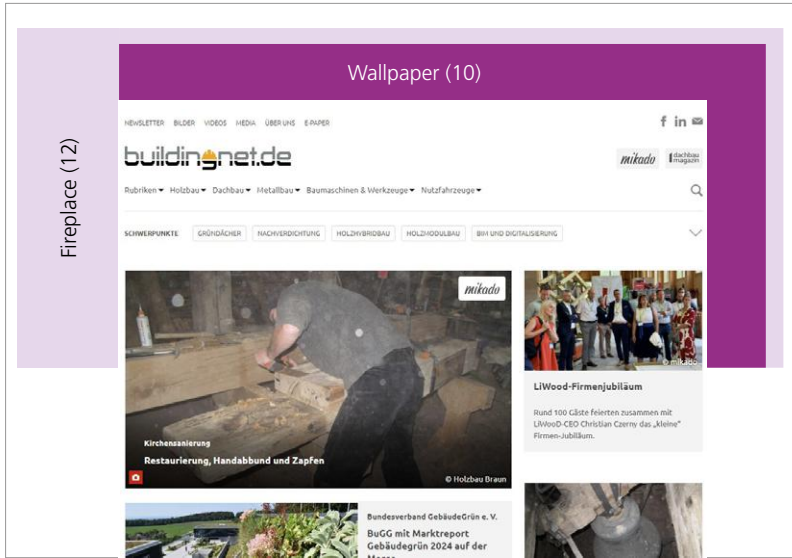 Wallpaper (10)
Fireplace (12)
NEWSLETTER BILDER VIDEOS MEDIA ÜBER UNS E-PAPER
f in
buildingnet.de
mikado dachbau magazin
Rubriken Holzbau Dachbau Metallbau Baumaschinen & Werkzeuge Nutzfahrzeuge
SCHWERPUNKTE GRÜNDÄCHER NACHVERDICHTUNG HOLZHYBRIDBAU HOLZMODULBAU BIM UND DIGITALISIERUNG
mikado
Kirchensanierung
Restaurierung, Handabbund und Zapfen
© Holzbau Braun
© mikado
LiWood-Firmenjubiläum
Rund 100 Gäste feierten zusammen mit
LiWooD-CEO Christian Czerny das „kleine"
Firmen-Jubiläum.
Bundesverband GebäudeGrün e. V.
BuGG mit Marktreport
Gebäudegrün 2024 auf der